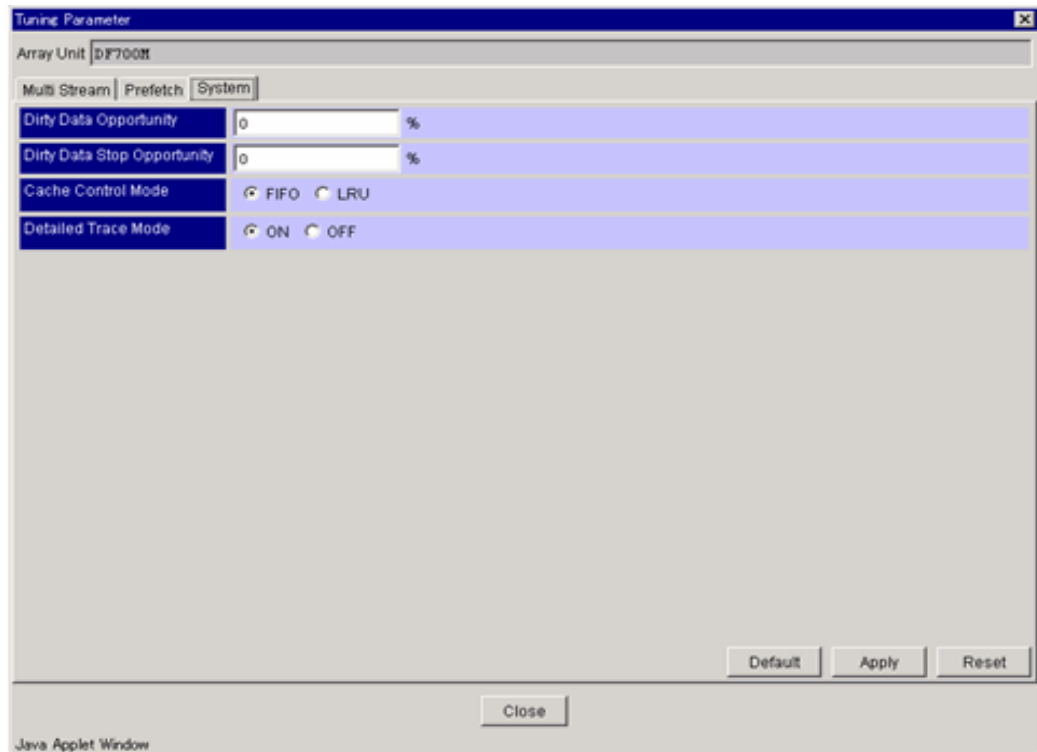 Tuning Parameter
Array Unit DF700M
Multi Stream Prefetch System
Dirty Data Opportunity 0 %
Dirty Data Stop Opportunity 0 %
Cache Control Mode FIFO LRU
Detailed Trace Mode ON OFF
Default Apply Reset
Close
Java Applet Window